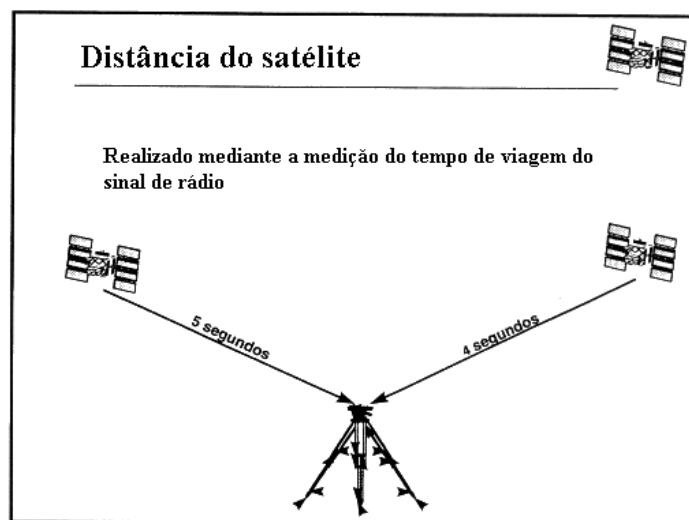 Distância do satélite
Realizado mediante a medição do tempo de viagem do
sinal de rádio
5 segundos
4 segundos